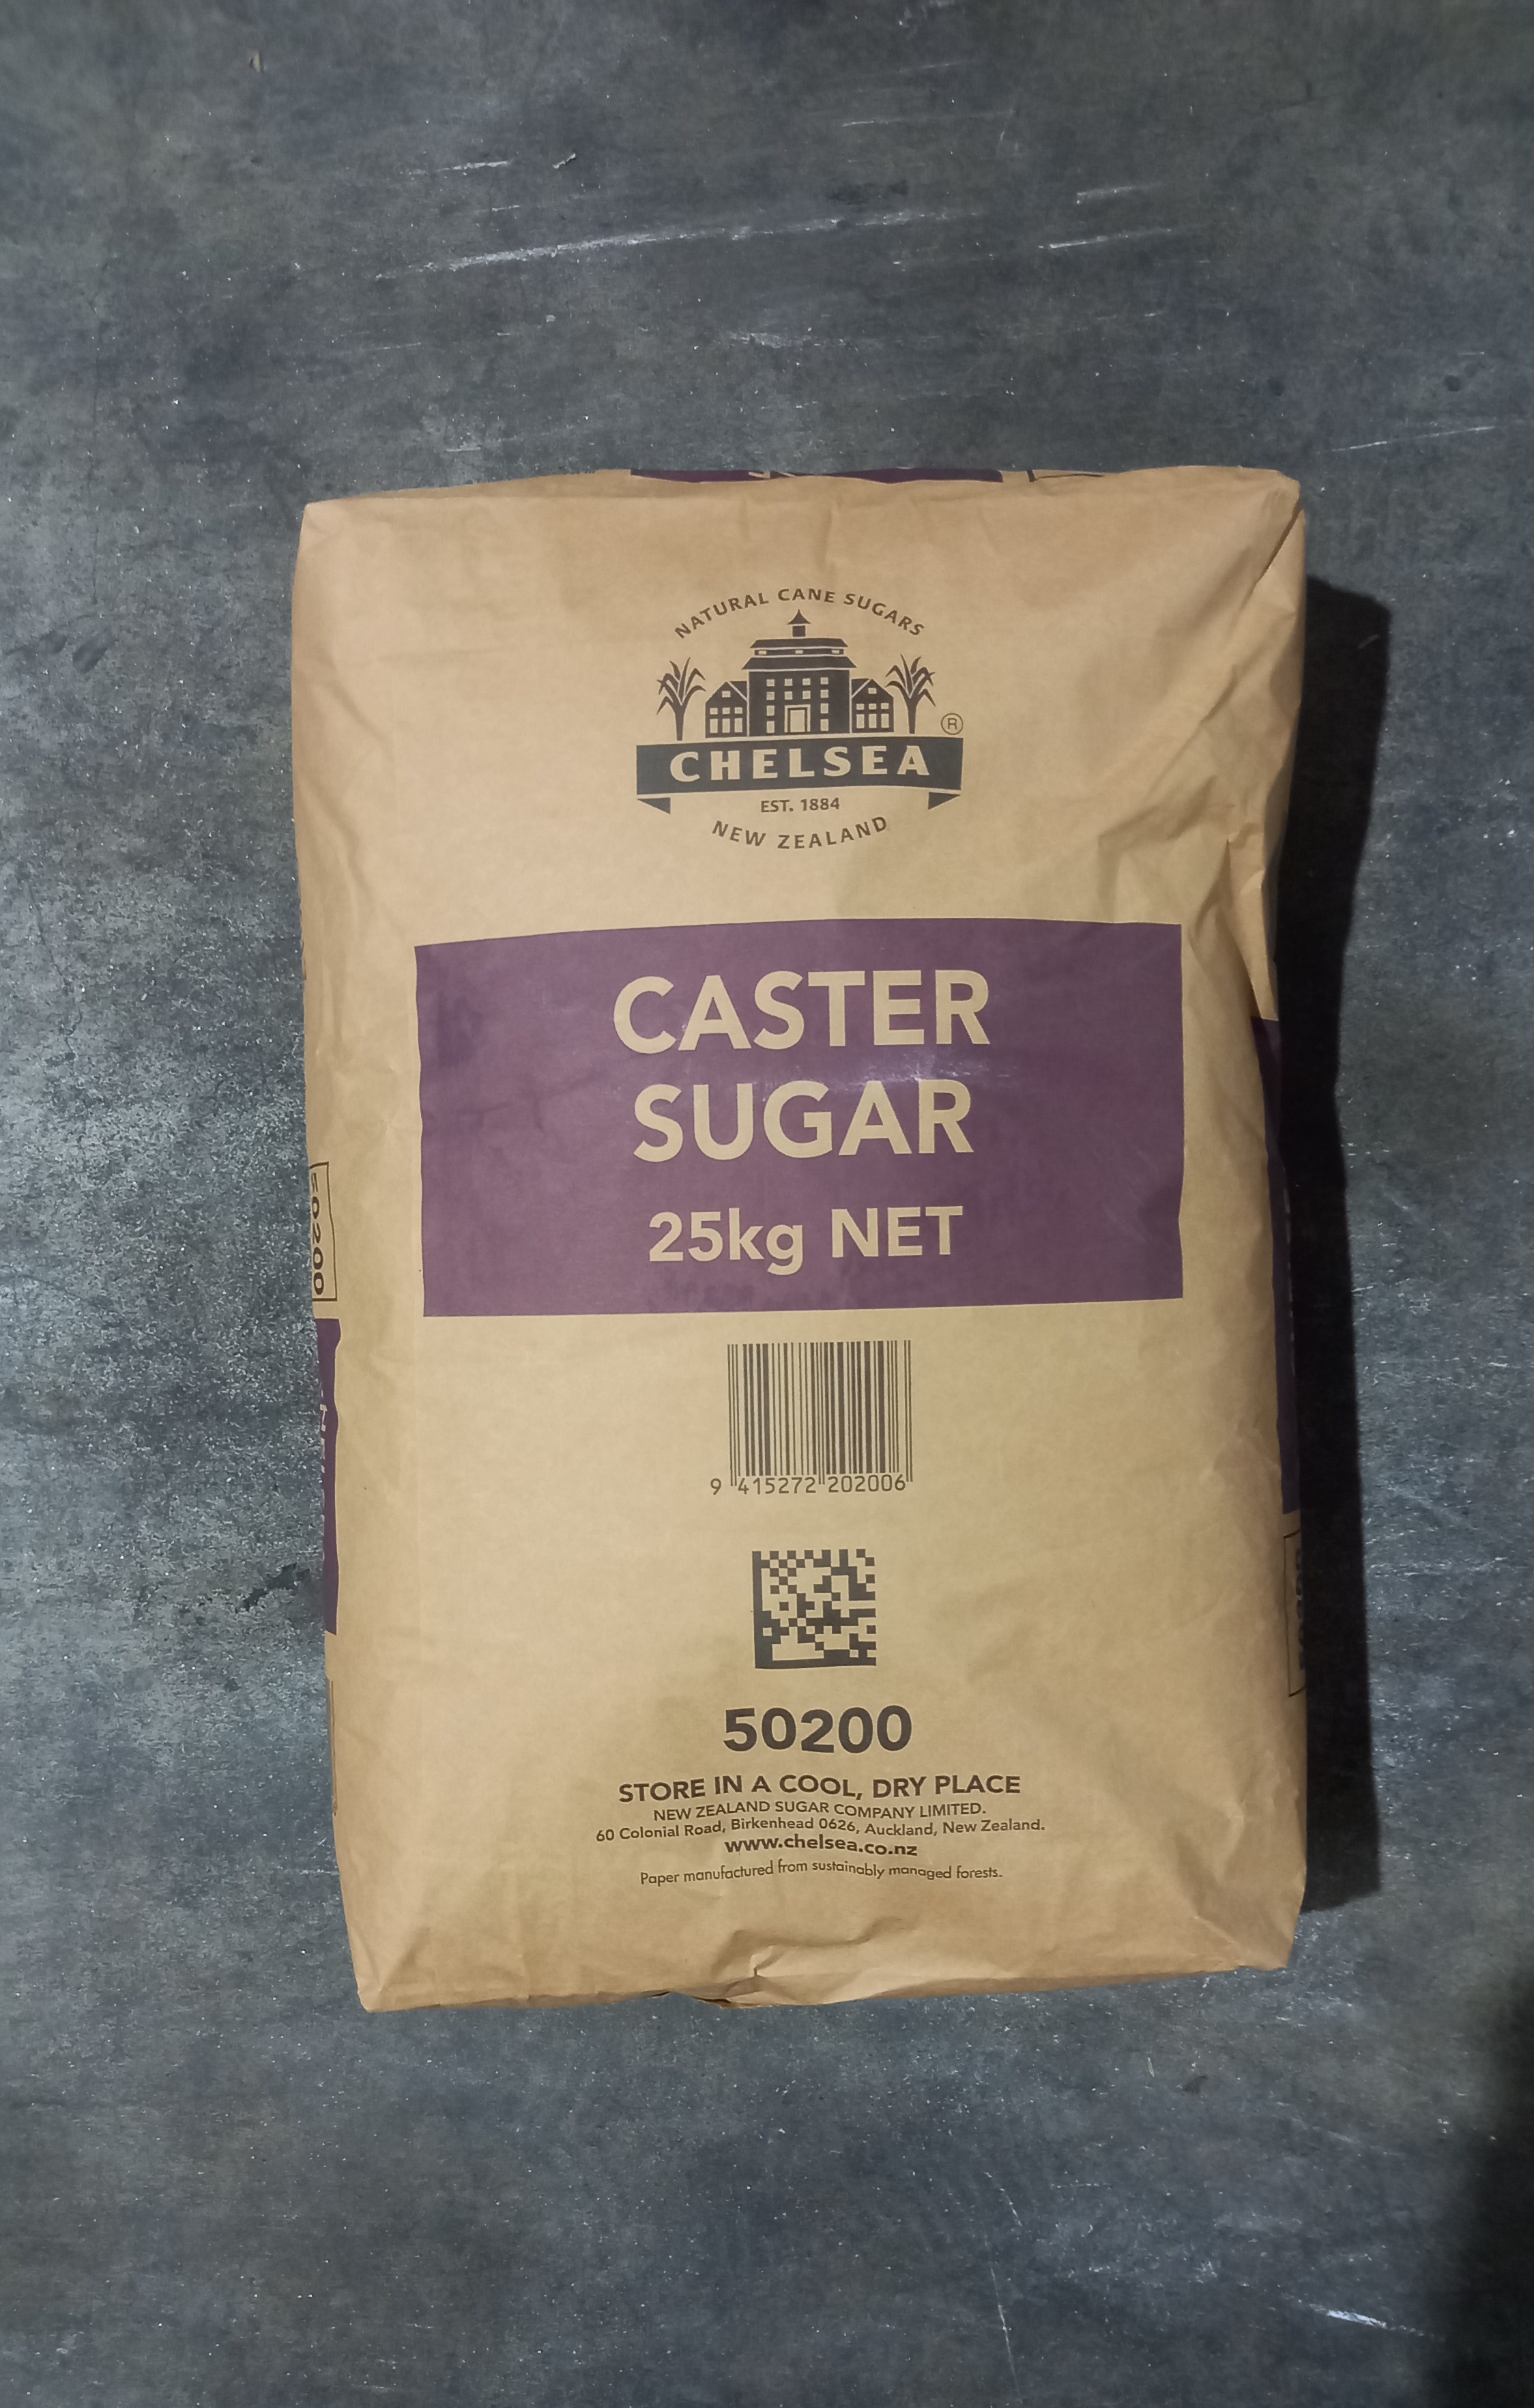 NATURAL CANE SUGARS
®
CHELSEA
EST. 1884
NEW ZEALAND
CASTER
SUGAR
25kg NET
9 415272 202006
50200
50200
STORE IN A COOL, DRY PLACE
NEW ZEALAND SUGAR COMPANY LIMITED.
60 Colonial Road, Birkenhead 0626, Auckland, New Zealand.
www.chelsea.co.nz
Paper manufactured from sustainably managed forests.